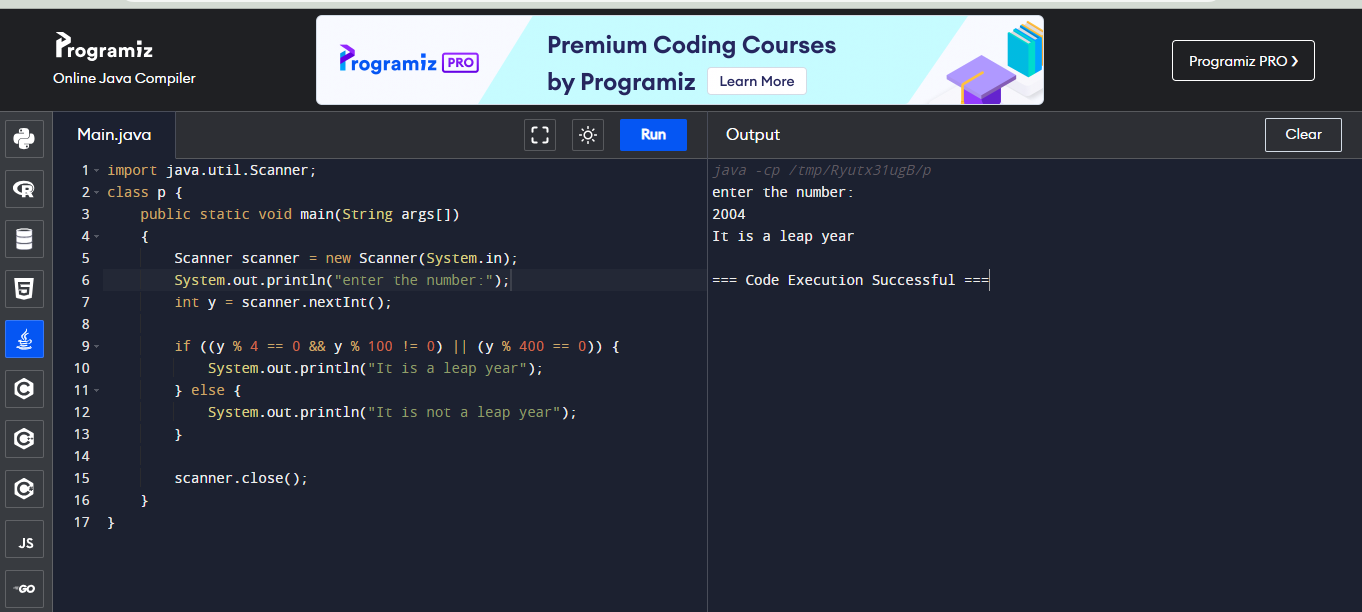 Programiz
Online Java Compiler
Programiz PRO
Premium Coding Courses
by Programiz
Learn More
Programiz PRO ❯
Main.java
Run
Output
Clear
1 import java.util.Scanner;
2 class p {
3 public static void main(String args[])
4 {
5 Scanner scanner = new Scanner(System.in);
6 System.out.println("enter the number:");
7 int y = scanner.nextInt();
8
9 if ((y % 4 == 0 && y % 100 != 0) || (y % 400 == 0)) {
10 System.out.println("It is a leap year");
11 } else {
12 System.out.println("It is not a leap year");
13 }
14
15 scanner.close();
16 }
17 }
java -cp /tmp/Ryutx31ugB/p
enter the number:
2004
It is a leap year
=== Code Execution Successful ===
R
5
C
C
C
JS
GO